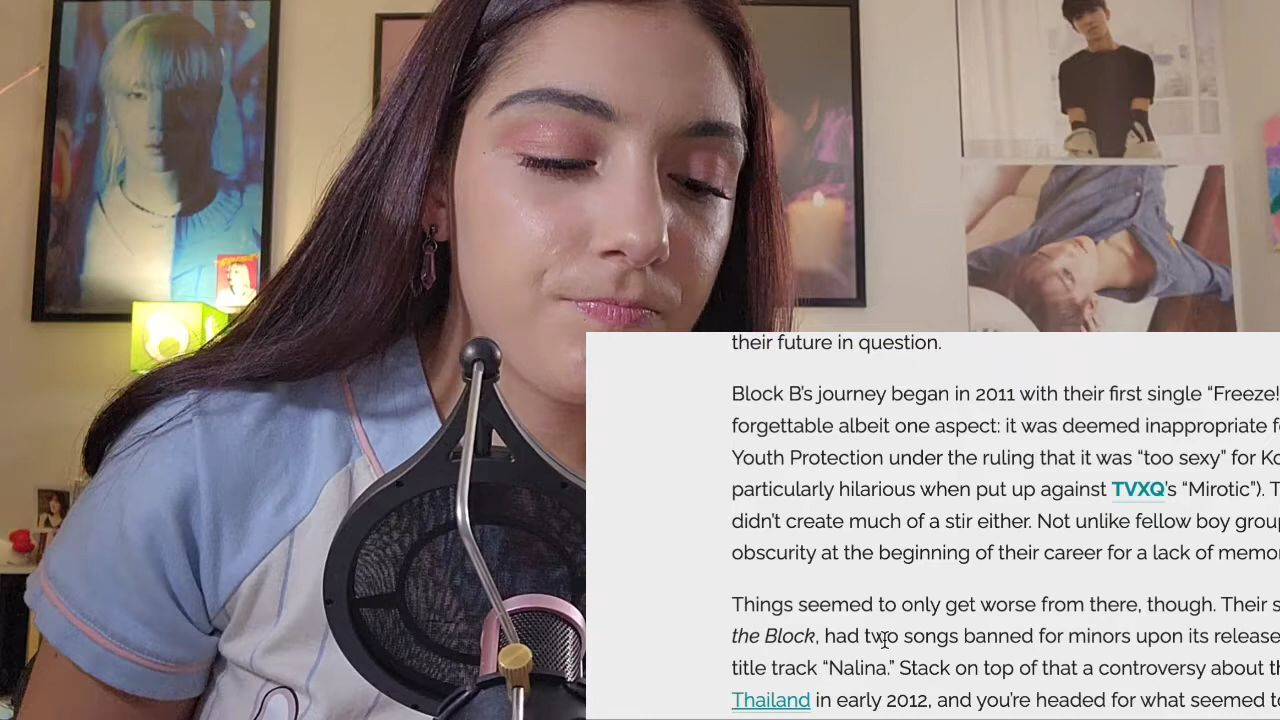 their future in question.
Block B's journey began in 2011 with their first single “Freeze!
forgettable albeit one aspect: it was deemed inappropriate
Youth Protection under the ruling that it was “too sexy” for
particularly hilarious when put up against TVXQ's “Mirotic”).
didn't create much of a stir either. Not unlike fellow boy
obscurity at the beginning of their career for a lack of
Things seemed to only get worse from there, though. Their
the Block, had two songs banned for minors upon its release
title track “Nalina.” Stack on top of that a controversy about
Thailand in early 2012, and you're headed for what seemed